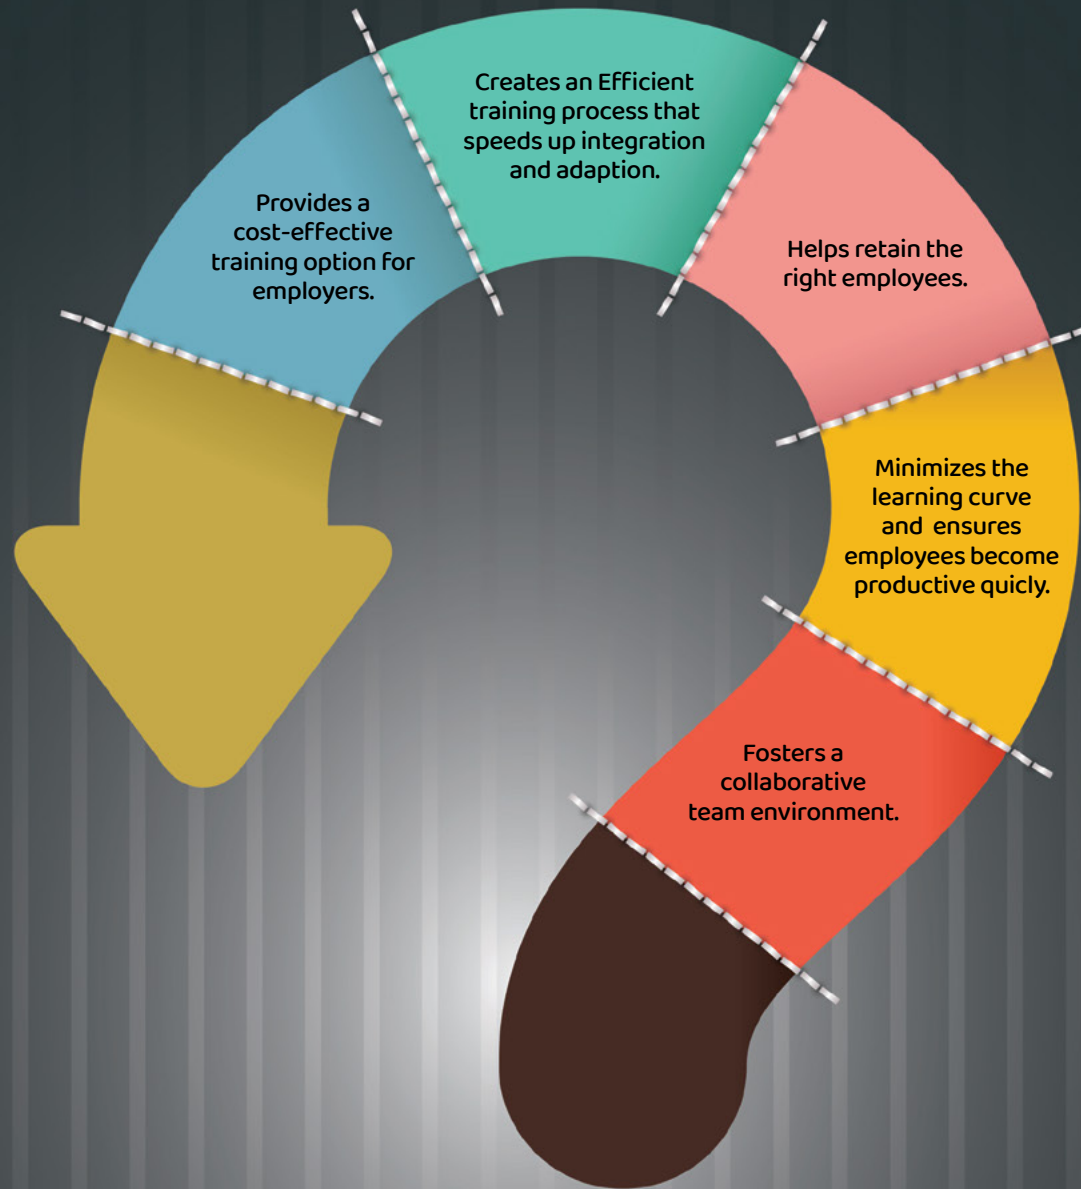 Creates an Efficient
training process that
speeds up integration
and adaption.
Provides a
cost-effective
training option for
employers.
Helps retain the
right employees.
Minimizes the
learning curve
and ensures
employees become
productive quicly.
Fosters a
collaborative
team environment.